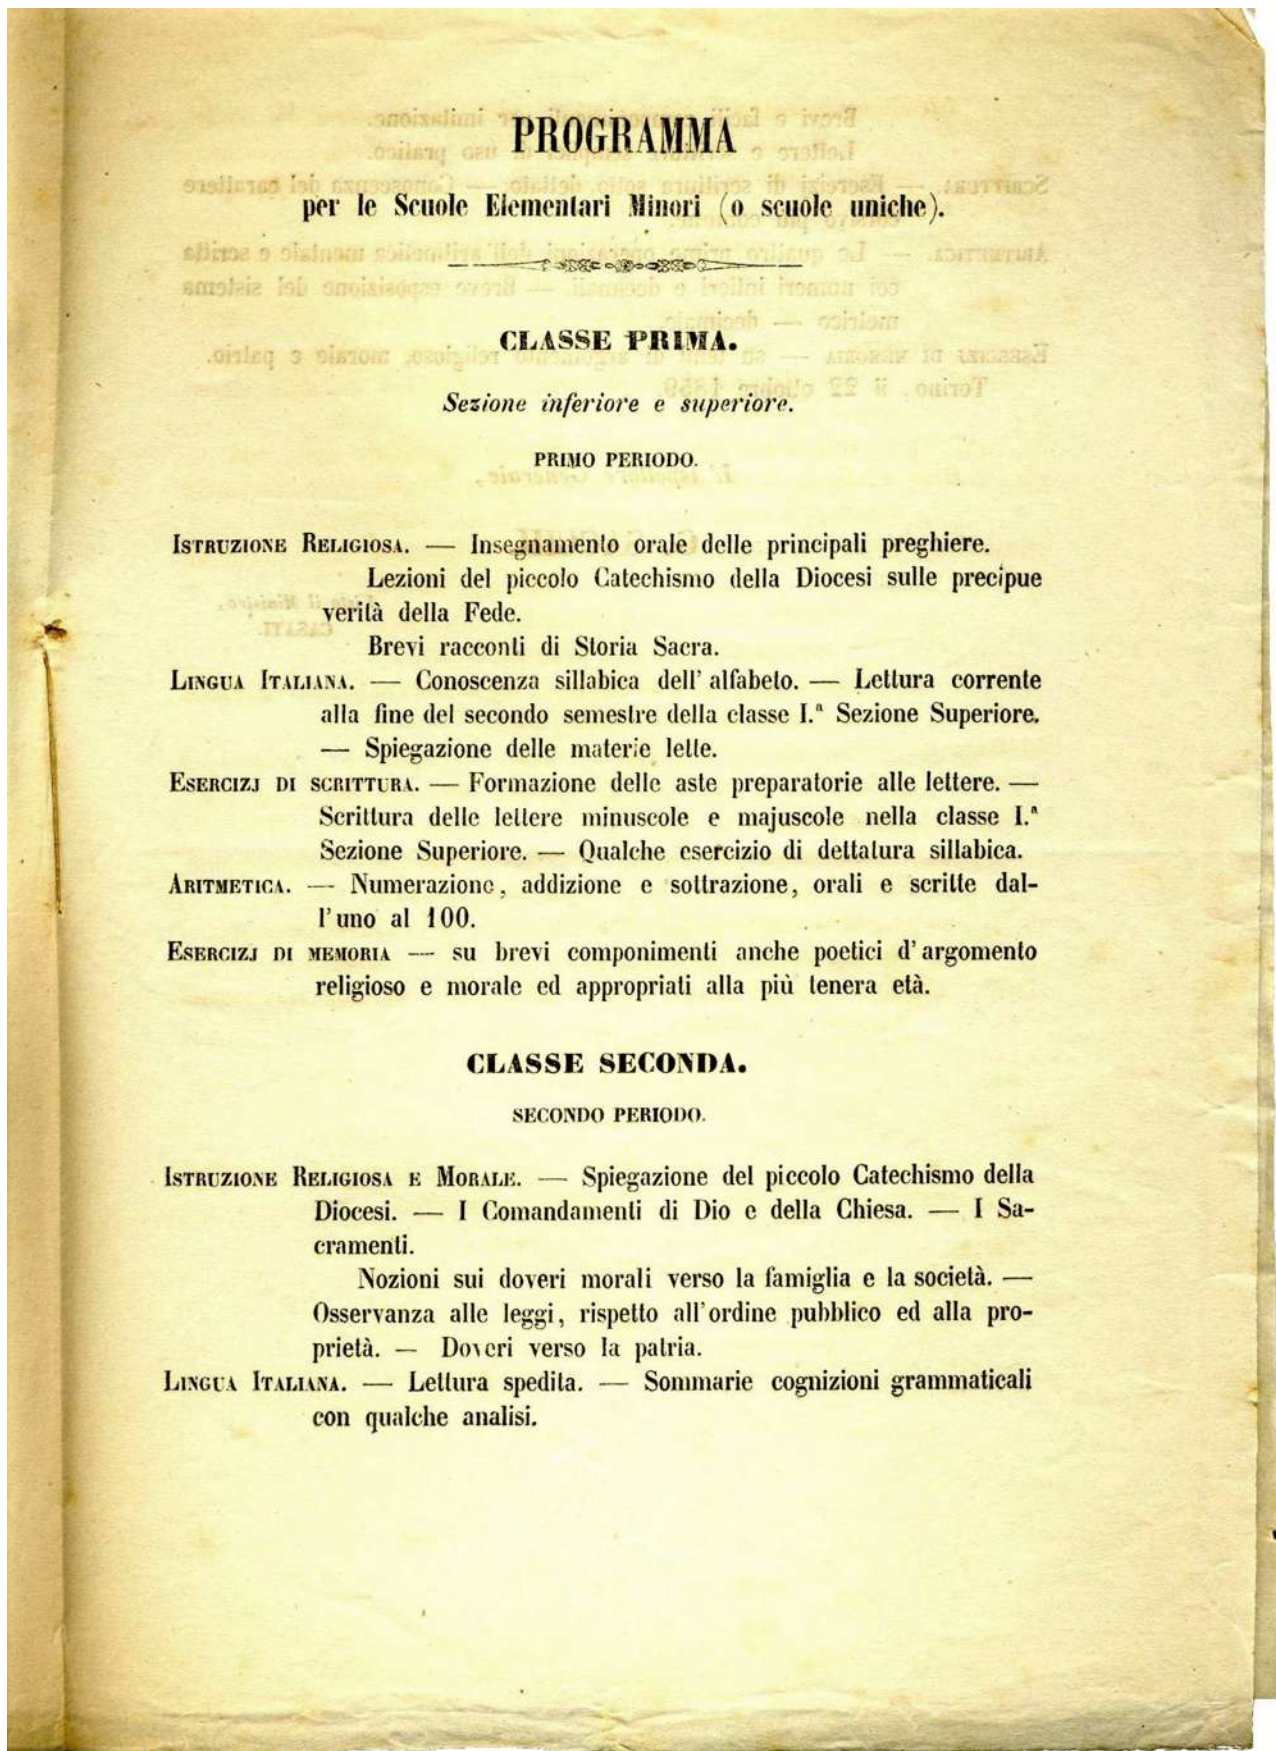 PROGRAMMA
per le Scuole Elementari Minori (o scuole uniche).
CLASSE PRIMA.
Sezione inferiore e superiore.
PRIMO PERIODO.
ISTRUZIONE RELIGIOSA. — Insegnamento orale delle principali preghiere.
Lezioni del piccolo Catechismo della Diocesi sulle precipue
verità della Fede.
Brevi racconti di Storia Sacra.
LINGUA ITALIANA. — Conoscenza sillabica dell' alfabeto. — Lettura corrente
alla fine del secondo semestre della classe I.ª Sezione Superiore.
— Spiegazione delle materie lette.
ESERCIZJ DI SCRITTURA. — Formazione delle aste preparatorie alle lettere. —
Scrittura delle lettere minuscole e majuscole nella classe I.ª
Sezione Superiore. — Qualche esercizio di dettatura sillabica.
ARITMETICA. — Numerazione, addizione e sottrazione, orali e scritte dal-
l'uno al 100.
ESERCIZJ DI MEMORIA — su brevi componimenti anche poetici d'argomento
religioso e morale ed appropriati alla più tenera età.
CLASSE SECONDA.
SECONDO PERIODO.
ISTRUZIONE RELIGIOSA E MORALE. — Spiegazione del piccolo Catechismo della
Diocesi. — I Comandamenti di Dio e della Chiesa. — I Sa-
cramenti.
Nozioni sui doveri morali verso la famiglia e la società. —
Osservanza alle leggi, rispetto all'ordine pubblico ed alla pro-
prietà. — Doveri verso la patria.
LINGUA ITALIANA. — Lettura spedita. — Sommarie cognizioni grammaticali
con qualche analisi.